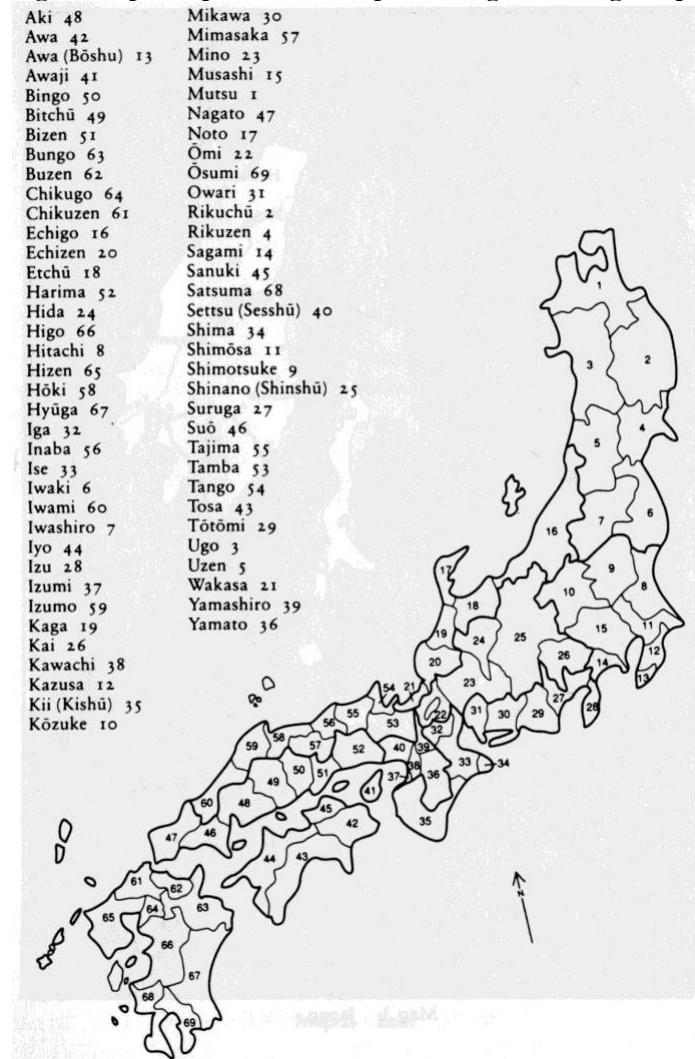 Aki 48
Awa 42
Awa (Bōshu) 13
Awaji 41
Bingo 50
Bitchū 49
Bizen 51
Bungo 63
Buzen 62
Chikugo 64
Chikuzen 61
Echigo 16
Echizen 20
Etchū 18
Harima 52
Hida 24
Higo 66
Hitachi 8
Hizen 65
Hōki 58
Hyūga 67
Iga 32
Inaba 56
Ise 33
Iwaki 6
Iwami 60
Iwashiro 7
Iyo 44
Izu 28
Izumi 37
Izumo 59
Kaga 19
Kai 26
Kawachi 38
Kazusa 12
Kii (Kishū) 35
Kōzuke 10
Mikawa 30
Mimasaka 57
Mino 23
Musashi 15
Mutsu 1
Nagato 47
Noto 17
Ōmi 22
Ōsumi 69
Owari 31
Rikuchū 2
Rikuzen 4
Sagami 14
Sanuki 45
Satsuma 68
Settsu (Sesshū) 40
Shima 34
Shimōsa 11
Shimotsuke 9
Shinano (Shinshū) 25
Suruga 27
Suō 46
Tajima 55
Tamba 53
Tango 54
Tosa 43
Tōtōmi 29
Ugo 3
Uzen 5
Wakasa 21
Yamashiro 39
Yamato 36
1
2
3
4
5
6
7
16
9
17
8
10
18
11
15
19
24
25
12
20
26
14
13
23
54
21
27
28
22
31
30
29
55
56
53
32
58
57
59
52
40
39
33
34
50
38
36
49
51
37
41
60
48
45
35
47
46
42
44
43
61
62
64
63
65
66
67
68
69
N